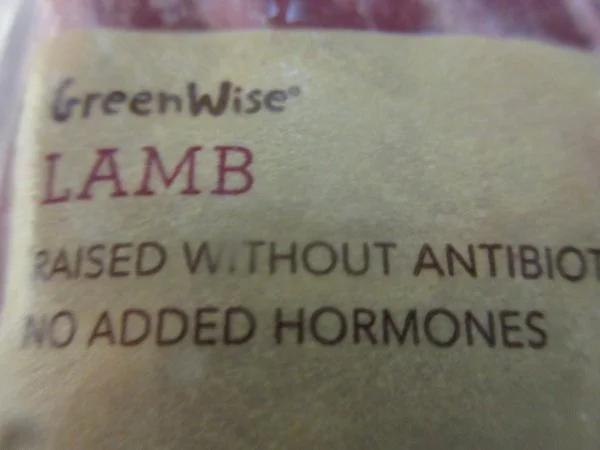 GreenWise®
LAMB
RAISED WITHOUT ANTIBIOT
NO ADDED HORMONES